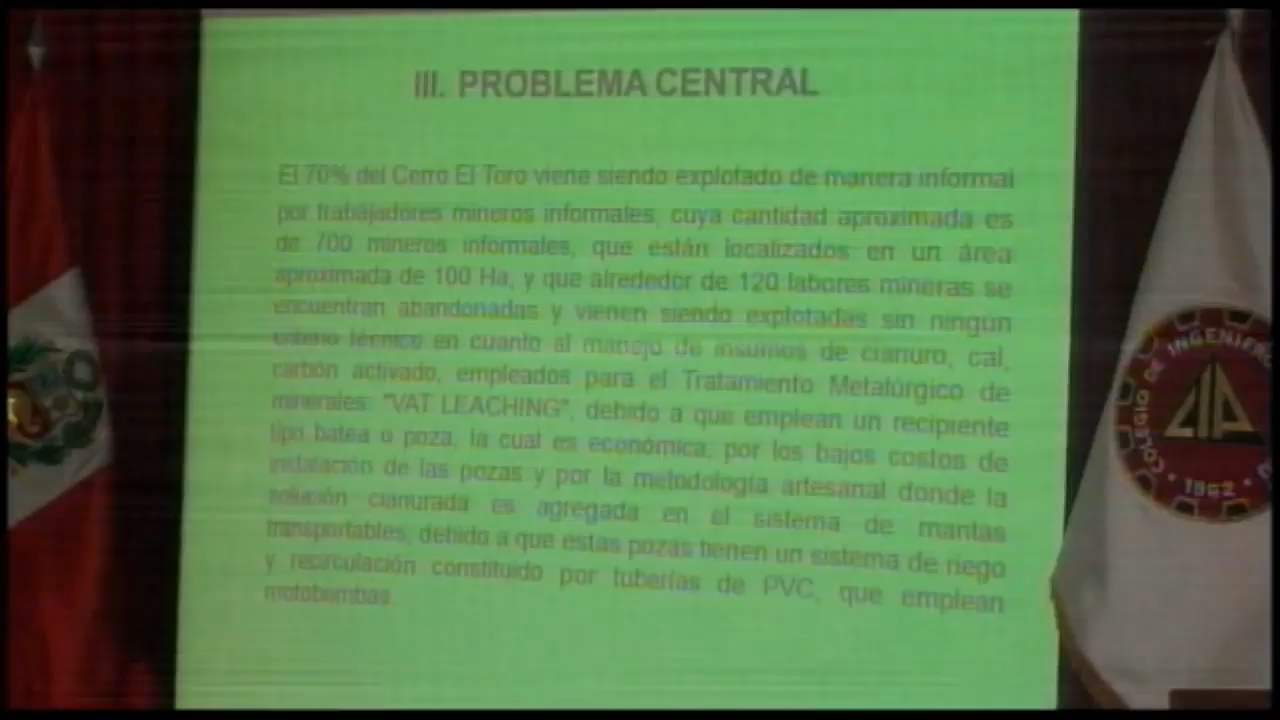 III. PROBLEMA CENTRAL
El 70% del Cerro El Toro viene siendo explotado de manera informal
por trabajadores mineros informales, cuya cantidad aproximada es
de 700 mineros informales, que están localizados en un área
aproximada de 100 Ha, y que alrededor de 120 labores mineras se
encuentran abandonadas y vienen siendo explotadas sin ningún
criterio técnico en cuanto al manejo de insumos de cianuro, cal,
carbón activado, empleados para el Tratamiento Metalúrgico de
minerales: "VAT LEACHING", debido a que emplean un recipiente
tipo batea o poza, la cual es económica, por los bajos costos de
instalación de las pozas y por la metodología artesanal donde la
solución cianurada es agregada en el sistema de mantas
transportables, debido a que estas pozas tienen un sistema de riego
y recirculación constituido por tuberías de PVC, que emplean
motobombas.
COLEGIO DE INGENIERO
CIP
1962